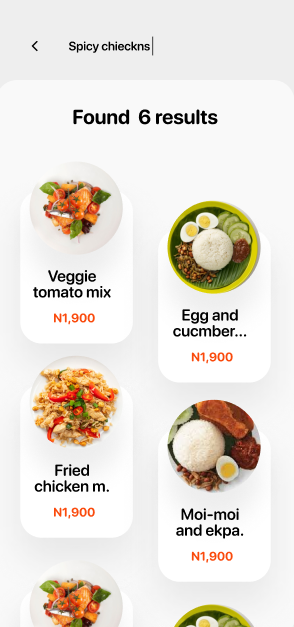 Spicy chieckns
Found 6 results
Veggie
tomato mix
N1,900
Egg and
cucmber...
N1,900
Fried
chicken m.
N1,900
Moi-moi
and ekpa.
N1,900